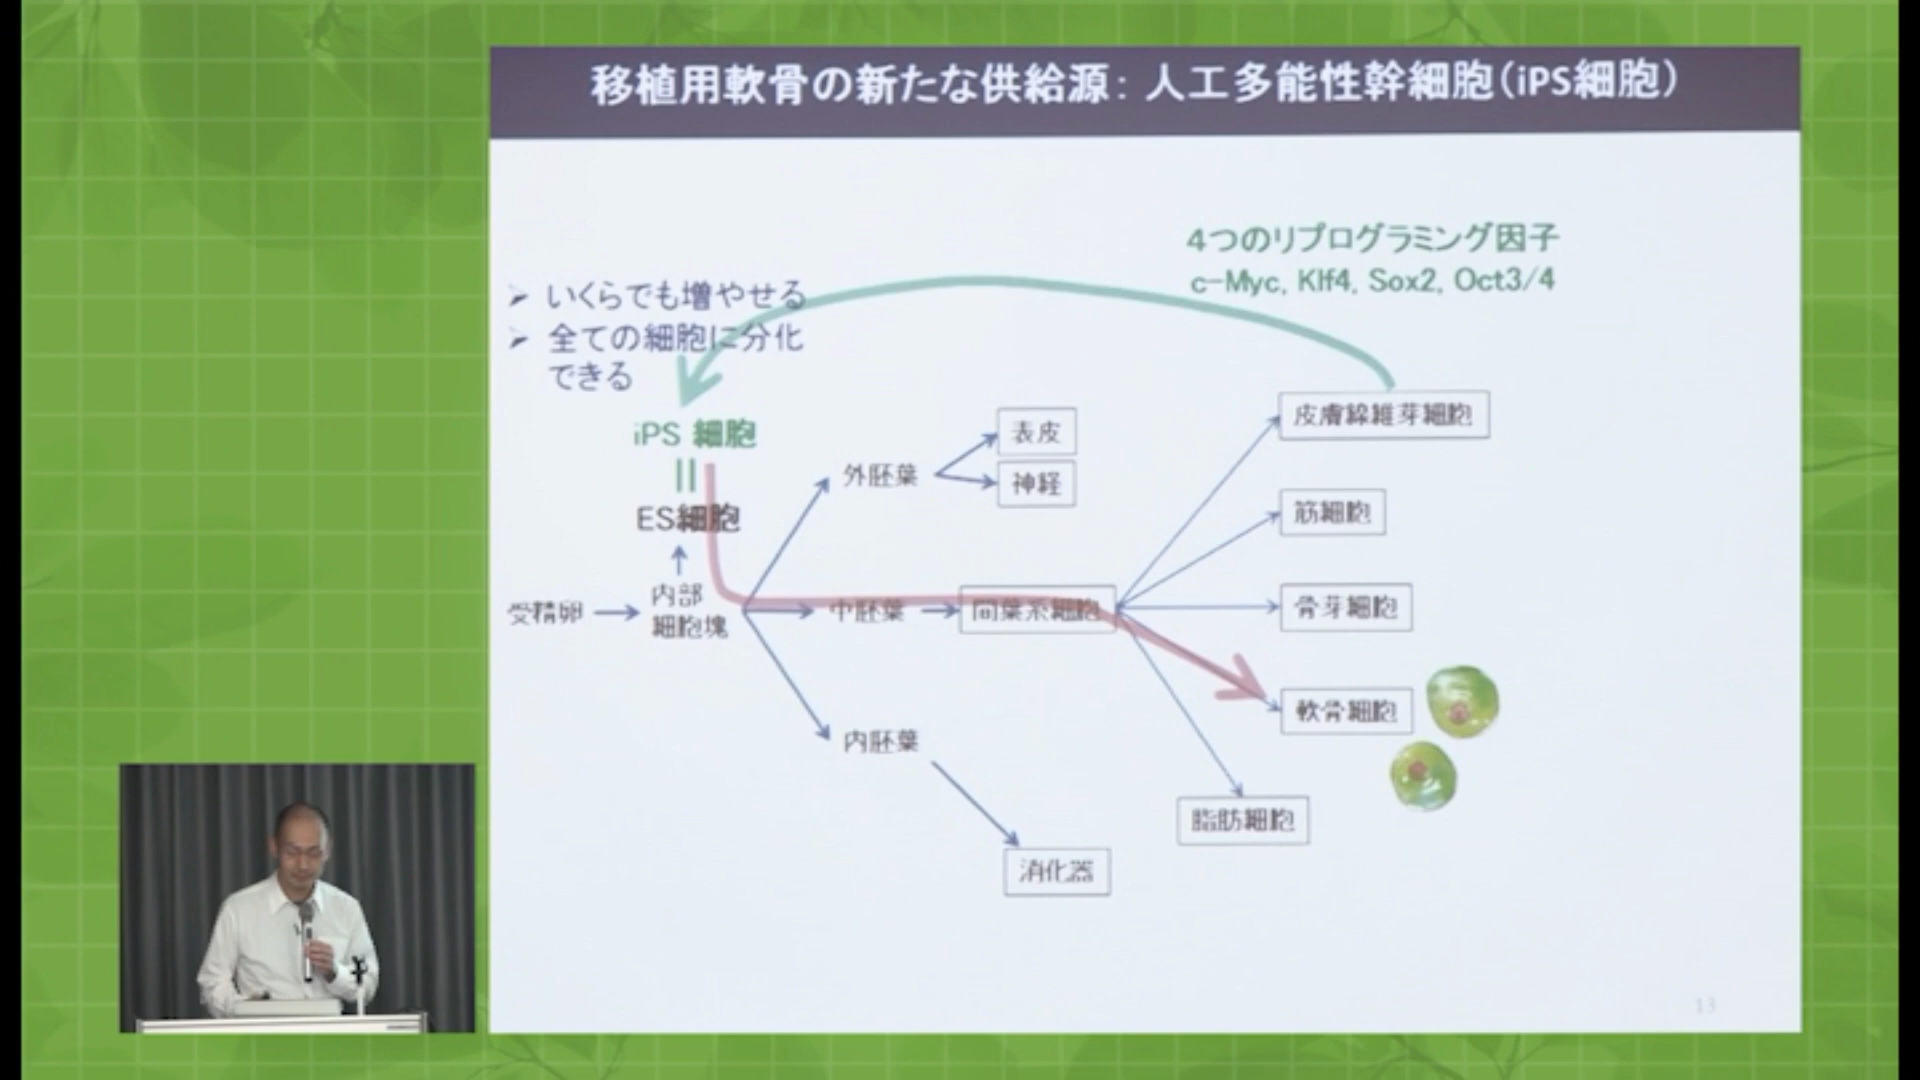 移植用軟骨の新たな供給源：人工多能性幹細胞（iPS細胞）
4つのリプログラミング因子
c-Myc, Klf4, Sox2, Oct3/4
➢ いくらでも増やせる
➢ 全ての細胞に分化
できる
iPS 細胞
ES細胞
受精卵
内部
細胞塊
外胚葉
表皮
神経
中胚葉
間葉系細胞
内胚葉
消化器
皮膚線維芽細胞
筋細胞
骨芽細胞
軟骨細胞
脂肪細胞
13